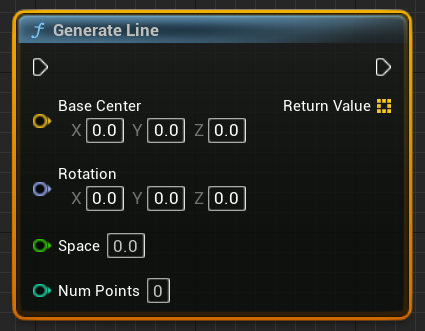 Generate Line
Base Center
Return Value
X 0.0 Y 0.0 Z 0.0
Rotation
X 0.0 Y 0.0 Z 0.0
Space 0.0
Num Points 0